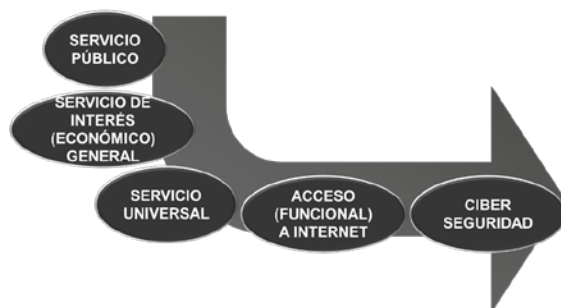 SERVICIO
PÚBLICO
SERVICIO DE
INTERÉS
(ECONÓMICO)
GENERAL
SERVICIO
UNIVERSAL
ACCESO
(FUNCIONAL)
A INTERNET
CIBER
SEGURIDAD